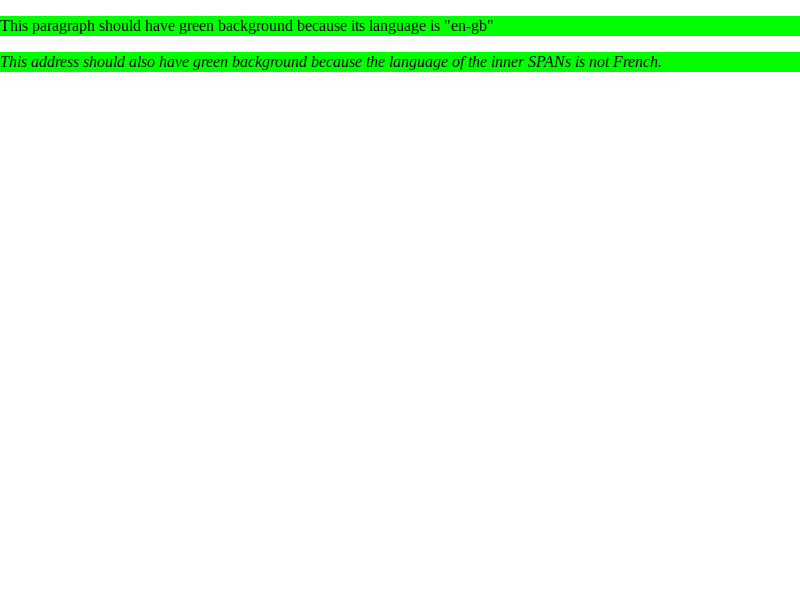 This paragraph should have green background because its language is "en-gb"
This address should also have green background because the language of the inner SPANs is not French.